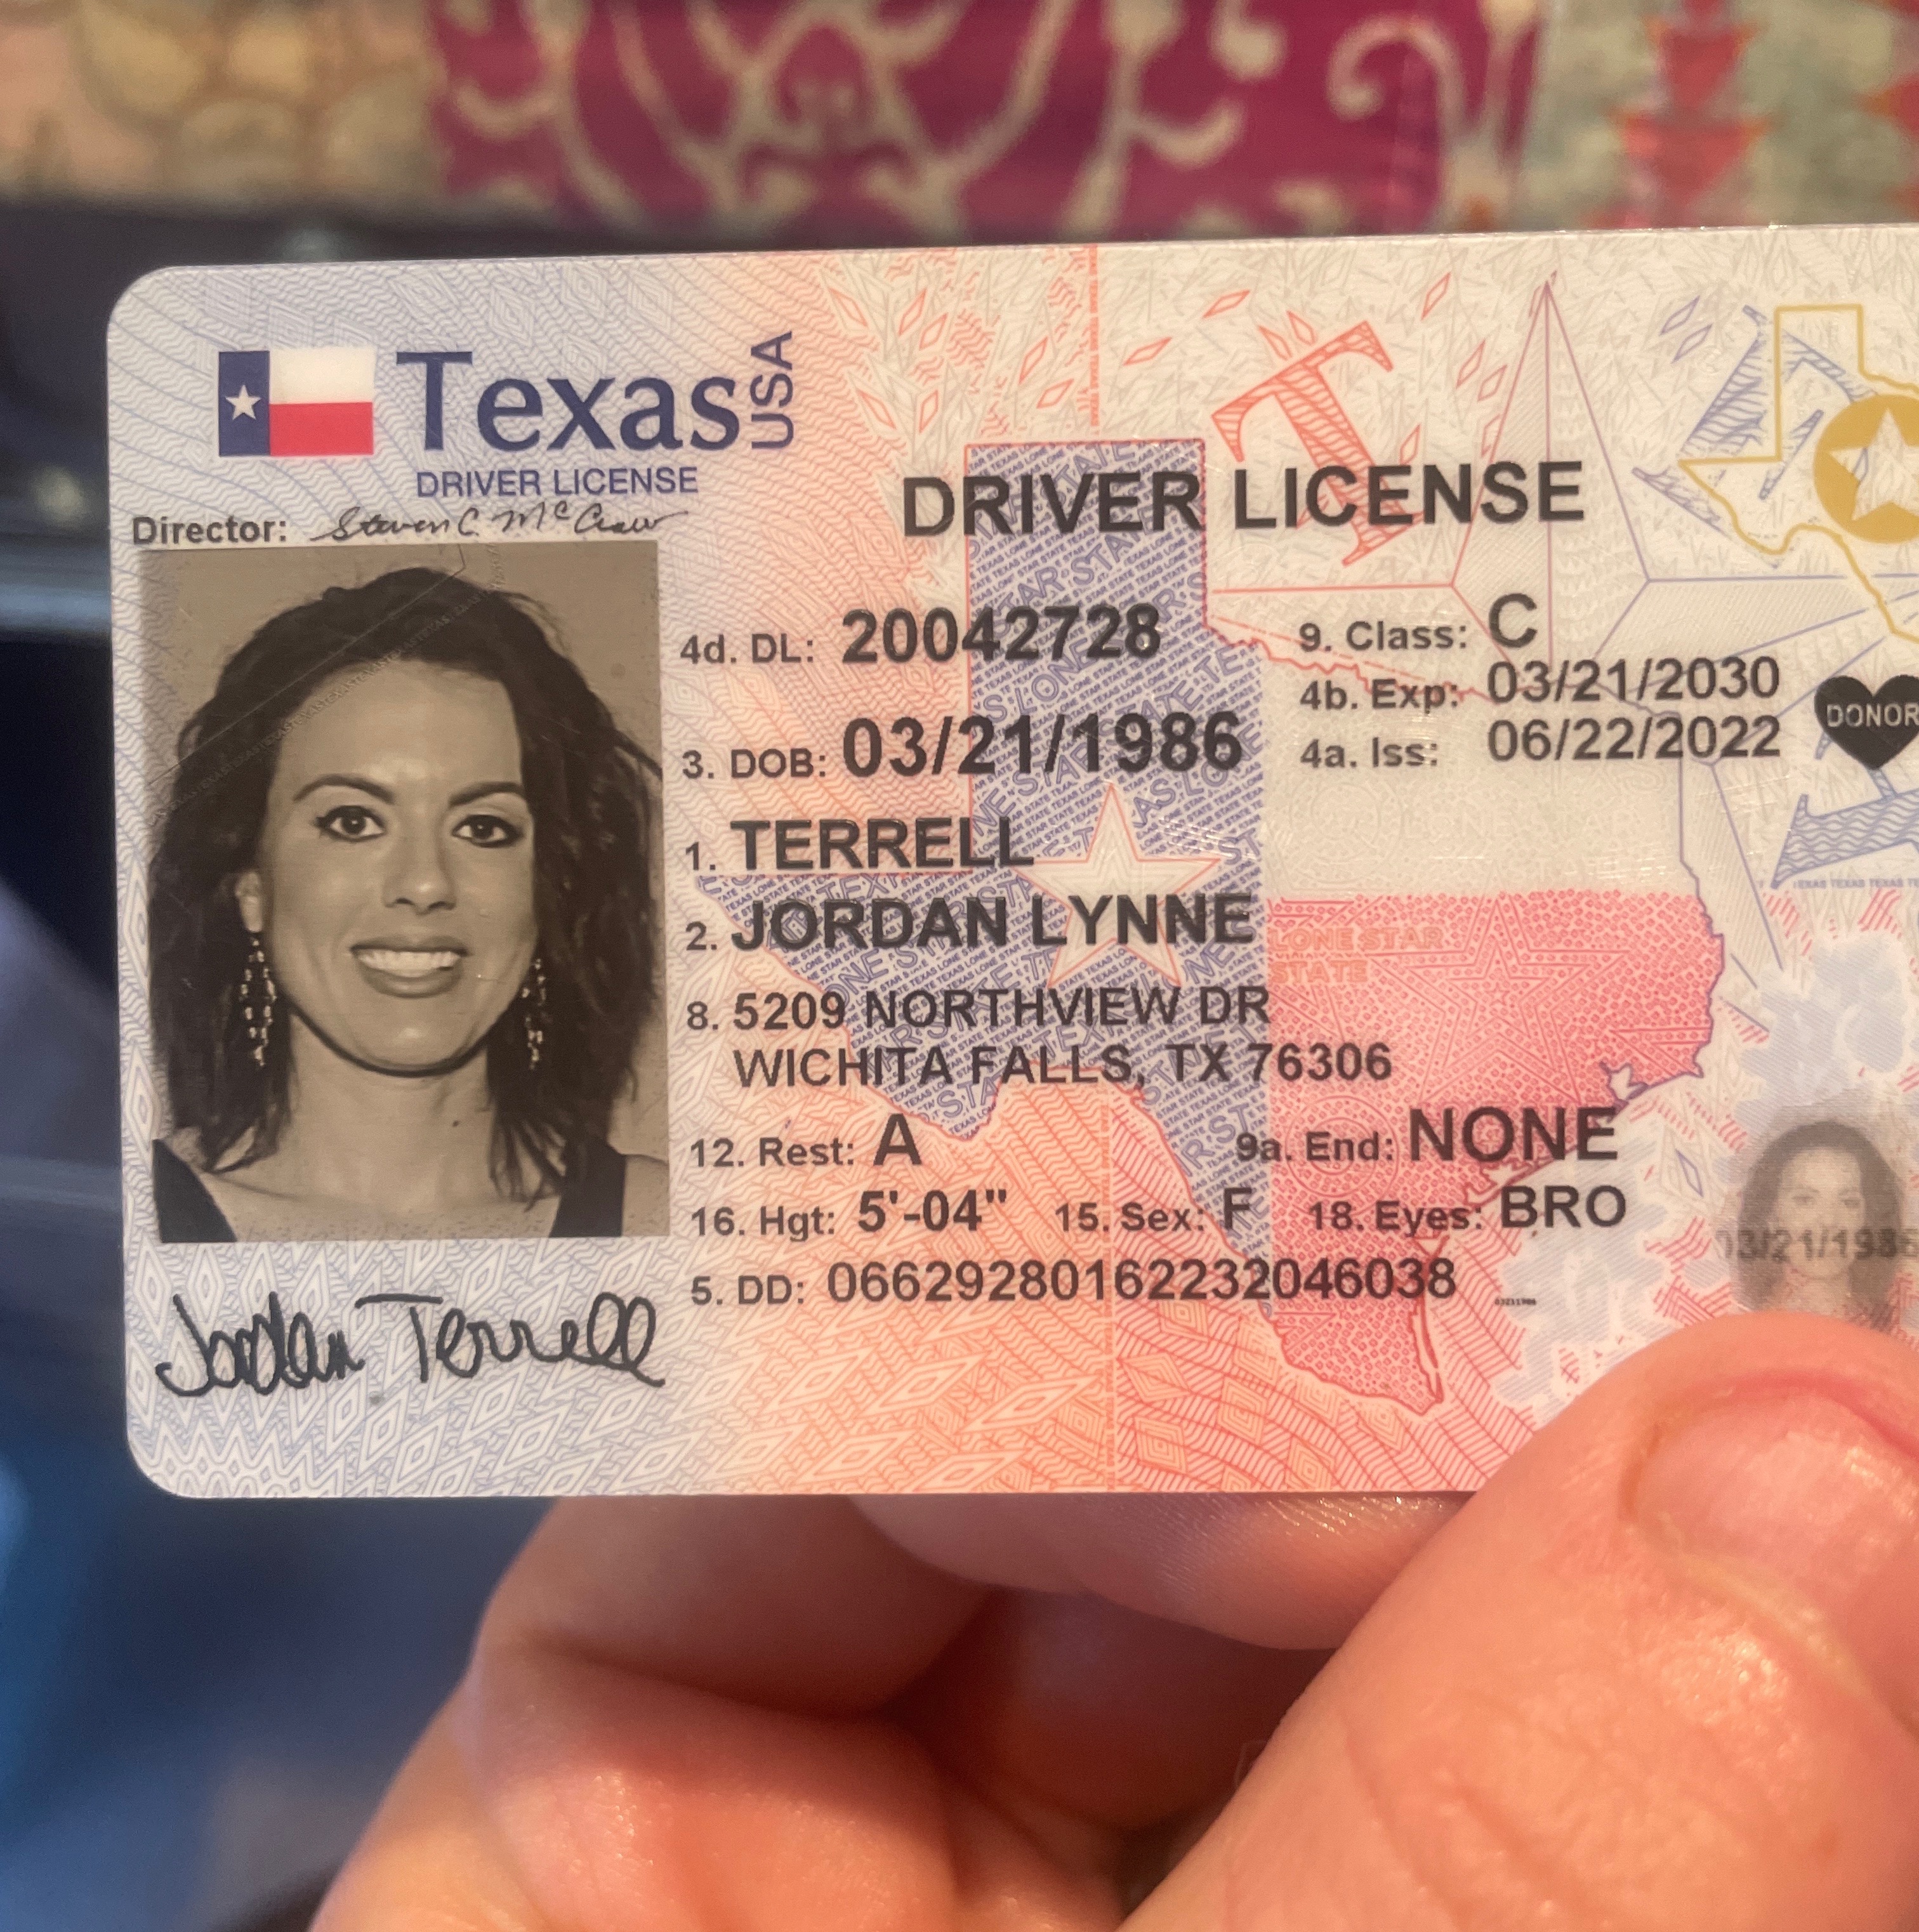 Texas USA
DRIVER LICENSE
Director: Steven C. McCraw
DRIVER LICENSE
4d. DL: 20042728
9. Class: C
4b. Exp: 03/21/2030
3. DOB: 03/21/1986
4a. Iss: 06/22/2022
DONOR
1. TERRELL
2. JORDAN LYNNE
LONE STAR
STATE
8. 5209 NORTHVIEW DR
WICHITA FALLS, TX 76306
12. Rest: A
9a. End: NONE
16. Hgt: 5'-04" 15. Sex: F 18. Eyes: BRO
03/21/1986
5. DD: 06629280162232046038
Jordan Terrell